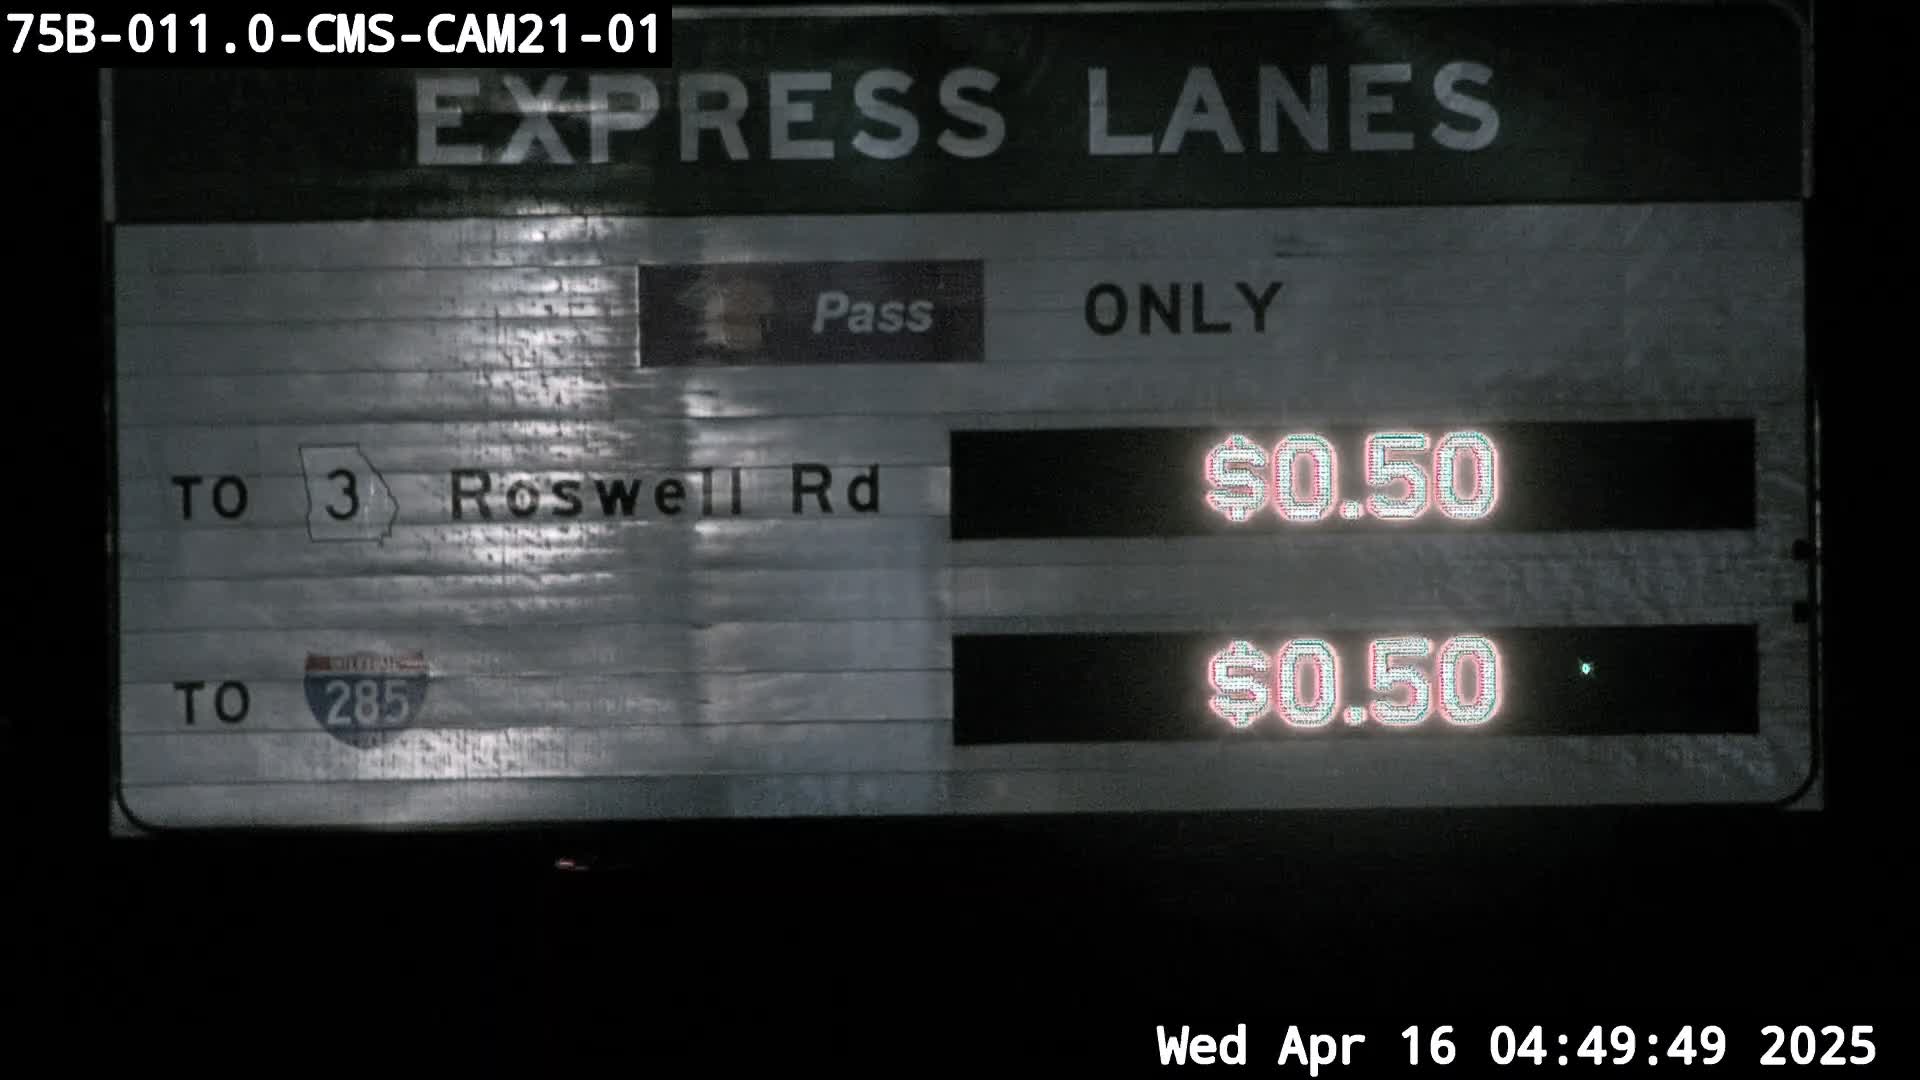 75B-011.0-CMS-CAM21-01
EXPRESS LANES
Pass ONLY
TO 3 Roswell Rd $0.50
TO 285 $0.50
Wed Apr 16 04:49:49 2025